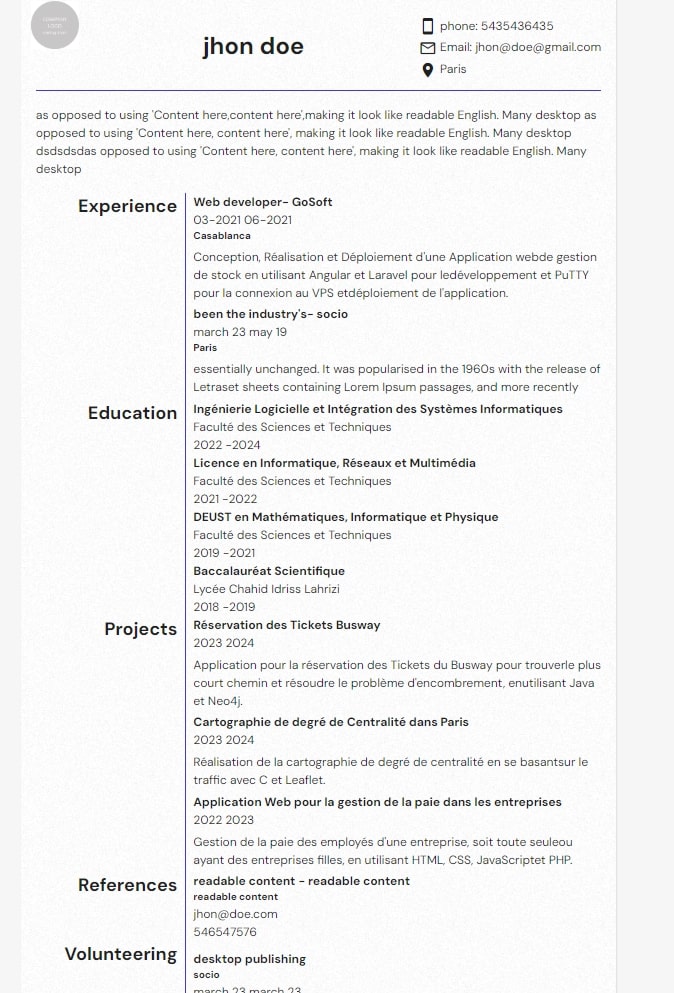 jhon doe
phone: 5435436435
Email: jhon@doe@gmail.com
Paris
as opposed to using 'Content here,content here',making it look like readable English. Many desktop as
opposed to using 'Content here, content here', making it look like readable English. Many desktop
dsdsdsdas opposed to using 'Content here, content here', making it look like readable English. Many
desktop
Experience
Web developer- GoSoft
03-2021 06-2021
Casablanca
Conception, Réalisation et Déploiement d'une Application webde gestion
de stock en utilisant Angular et Laravel pour ledéveloppement et PuTTY
pour la connexion au VPS etdéploiement de l'application.
been the industry's- socio
march 23 may 19
Paris
essentially unchanged. It was popularised in the 1960s with the release of
Letraset sheets containing Lorem Ipsum passages, and more recently
Education
Ingénierie Logicielle et Intégration des Systèmes Informatiques
Faculté des Sciences et Techniques
2022 -2024
Licence en Informatique, Réseaux et Multimédia
Faculté des Sciences et Techniques
2021 -2022
DEUST en Mathématiques, Informatique et Physique
Faculté des Sciences et Techniques
2019 -2021
Baccalauréat Scientifique
Lycée Chahid Idriss Lahrizi
2018 -2019
Projects
Réservation des Tickets Busway
2023 2024
Application pour la réservation des Tickets du Busway pour trouverle plus
court chemin et résoudre le problème d'encombrement, enutilisant Java
et Neo4j.
Cartographie de degré de Centralité dans Paris
2023 2024
Réalisation de la cartographie de degré de centralité en se basantsur le
traffic avec C et Leaflet.
Application Web pour la gestion de la paie dans les entreprises
2022 2023
Gestion de la paie des employés d'une entreprise, soit toute seuleou
ayant des entreprises filles, en utilisant HTML, CSS, JavaScriptet PHP.
References
readable content - readable content
readable content
jhon@doe.com
546547576
Volunteering
desktop publishing
socio
march 23 march 23